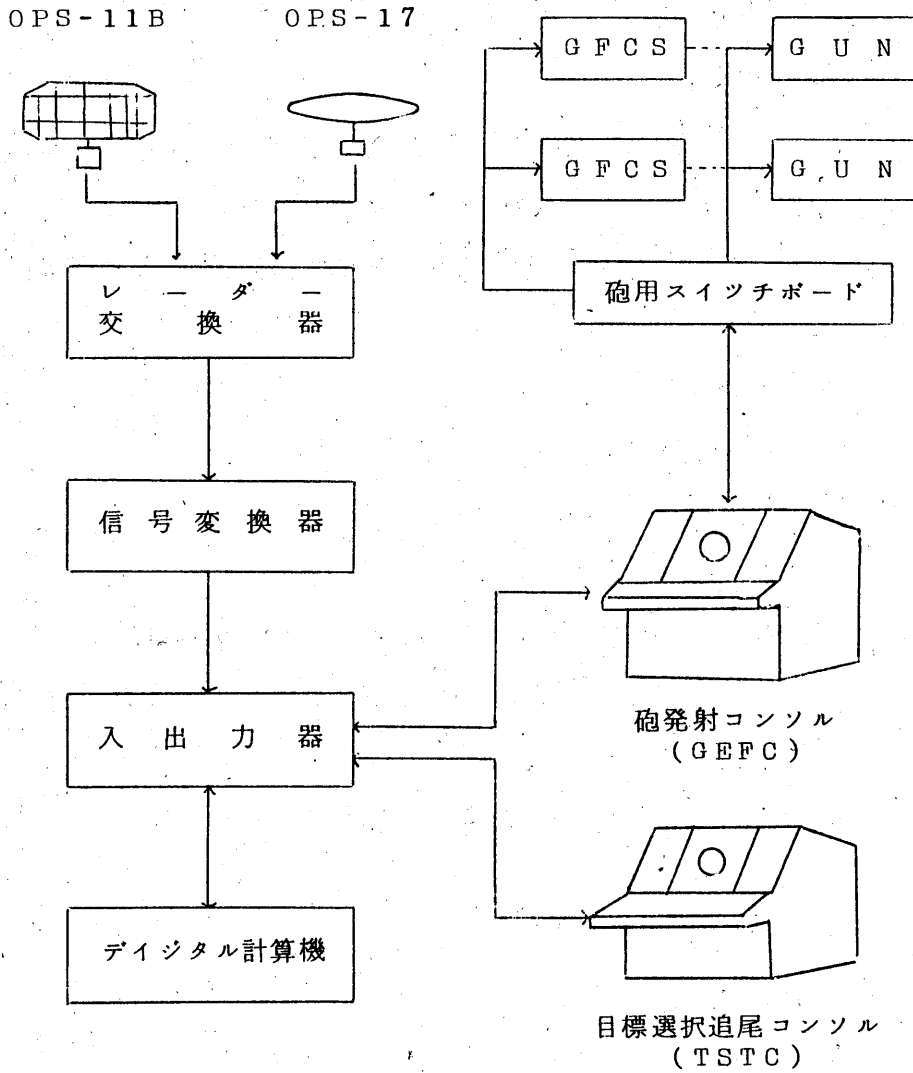 OPS-11B
OPS-17
GFCS
GUN
GFCS
GUN
砲用スイツチボード
レーダー
交換器
信号変換器
入出力器
デイジタル計算機
砲発射コンソル
(GEFC)
目標選択追尾コンソル
(TSTC)